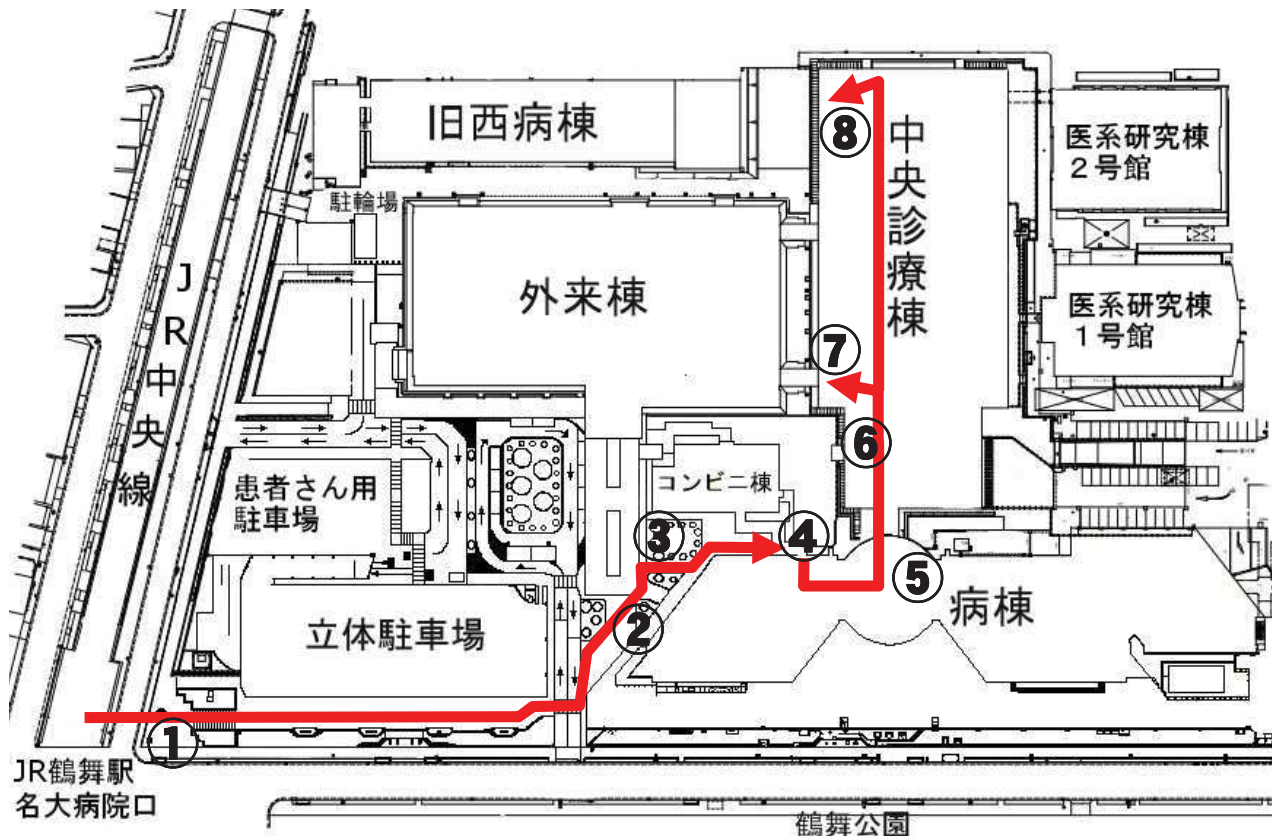 旧西病棟
⑧
中央診療棟
医系研究棟
2号館
駐輪場
外来棟
医系研究棟
1号館
JR中央線
⑦
⑥
患者さん用
駐車場
コンビニ棟
③
④
⑤
病棟
②
立体駐車場
①
JR鶴舞駅
名大病院口
鶴舞公園